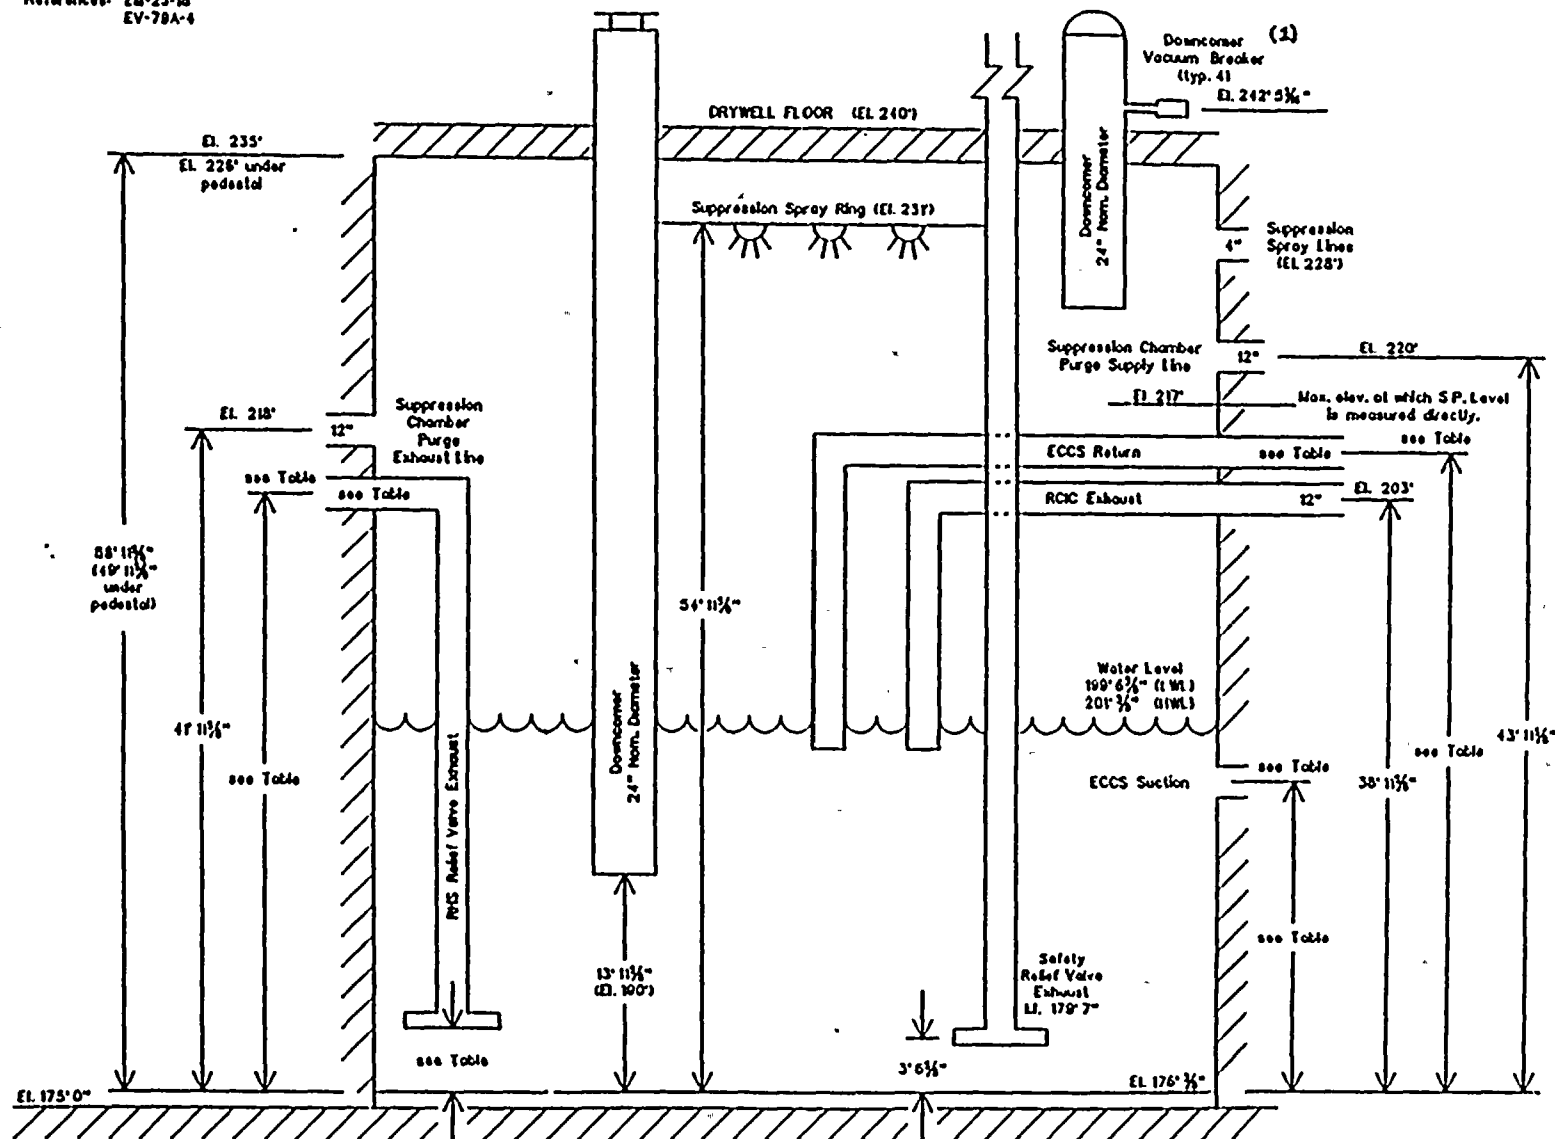 References:
EV-79A-4
Downcomer (1)
Vacuum Breaker
(typ. 4)
El. 242' 5⅝"
DRYWELL FLOOR (El. 240')
El. 235'
El. 226' under
pedestal
Suppression Spray Ring (El. 231')
Downcomer
24" Nom. Diameter
4"
Suppression
Spray Lines
(El. 228')
Suppression Chamber
Purge Supply Line
12"
El. 220'
El. 217'
Max. elev. at which S.P. Level
is measured directly.
El. 218'
12"
Suppression
Chamber
Purge
Exhaust Line
see Table
see Table
ECCS Return
see Table
see Table
RCIC Exhaust
12"
El. 203'
58' 11⅝"
(49' 11⅝"
under
pedestal)
54' 11⅝"
Water Level
199' 6⅜" (LWL)
201' ⅜" (HWL)
41' 11⅝"
see Table
RHS Relief Valve Exhaust
Downcomer
24" Nom. Diameter
ECCS Suction
see Table
38' 11⅝"
see Table
43' 11⅝"
see Table
13' 11⅝"
(El. 190')
Safety
Relief Valve
Exhaust
El. 179' 7"
see Table
3' 6⅝"
El. 175' 0"
El. 176' ⅜"